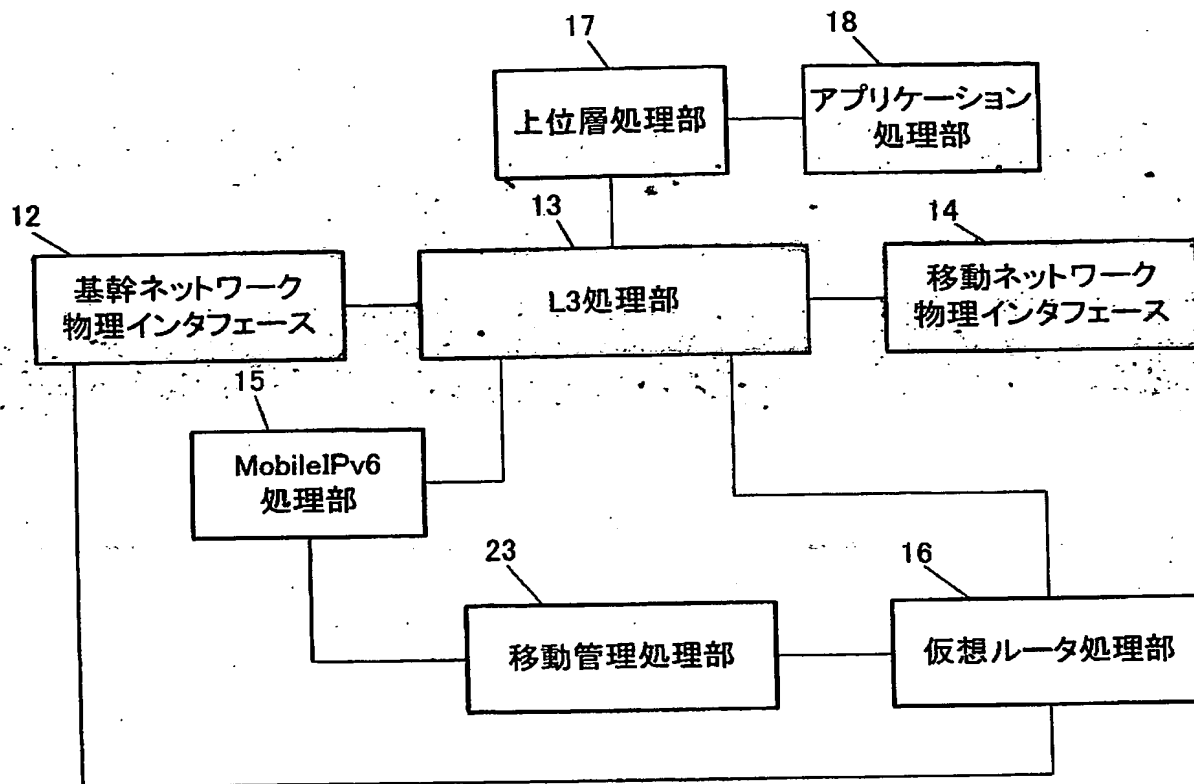 17
18
上位層処理部
アプリケーション
処理部
12
13
14
基幹ネットワーク
物理インタフェース
L3処理部
移動ネットワーク
物理インタフェース
15
MobileIPv6
処理部
23
16
移動管理処理部
仮想ルータ処理部